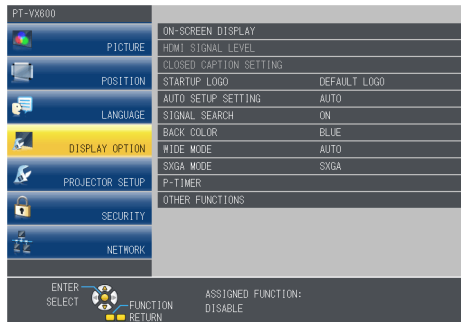 PT-VX600
PICTURE
POSITION
LANGUAGE
DISPLAY OPTION
PROJECTOR SETUP
SECURITY
NETWORK
ON-SCREEN DISPLAY
HDMI SIGNAL LEVEL
CLOSED CAPTION SETTING
STARTUP LOGO DEFAULT LOGO
AUTO SETUP SETTING AUTO
SIGNAL SEARCH ON
BACK COLOR BLUE
WIDE MODE AUTO
SXGA MODE SXGA
P-TIMER
OTHER FUNCTIONS
ENTER
SELECT
FUNCTION
RETURN
ASSIGNED FUNCTION:
DISABLE